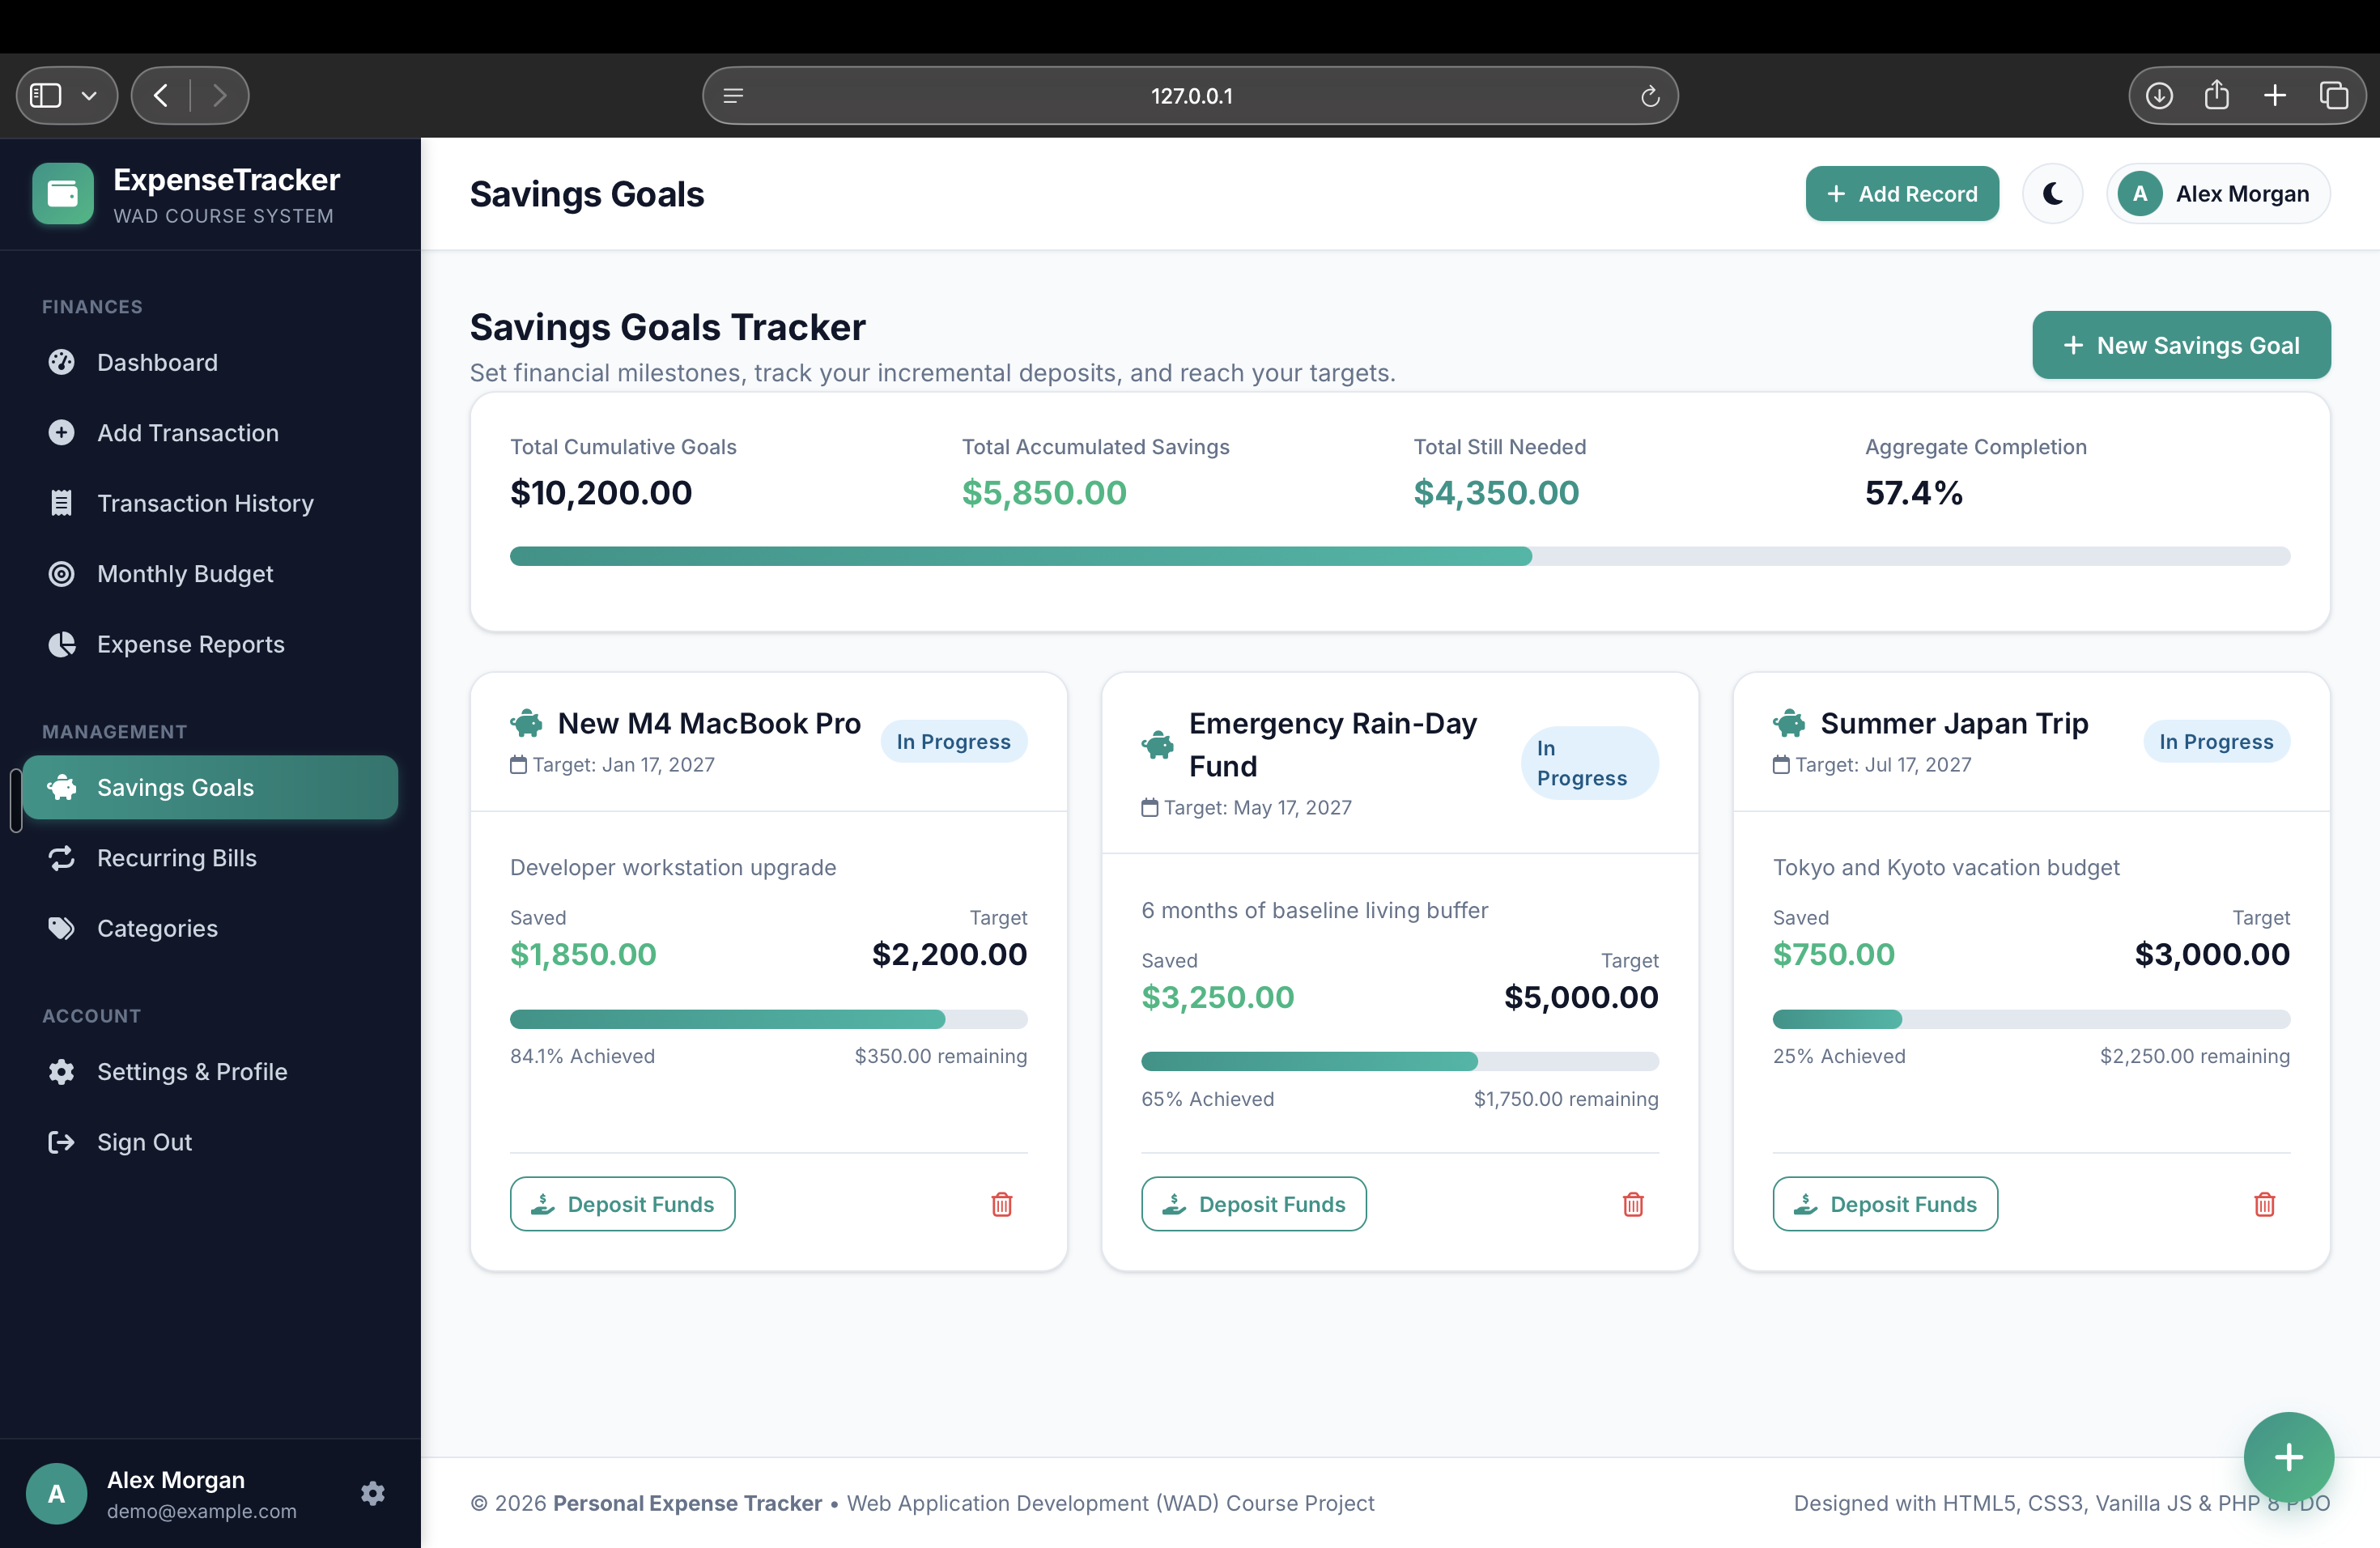 127.0.0.1
ExpenseTracker
WAD COURSE SYSTEM
FINANCES
Dashboard
Add Transaction
Transaction History
Monthly Budget
Expense Reports
MANAGEMENT
Savings Goals
Recurring Bills
Categories
ACCOUNT
Settings & Profile
Sign Out
A
Alex Morgan
demo@example.com
Savings Goals
+ Add Record
A Alex Morgan
Savings Goals Tracker
Set financial milestones, track your incremental deposits, and reach your targets.
+ New Savings Goal
Total Cumulative Goals
$10,200.00
Total Accumulated Savings
$5,850.00
Total Still Needed
$4,350.00
Aggregate Completion
57.4%
New M4 MacBook Pro
Target: Jan 17, 2027
In Progress
Developer workstation upgrade
Saved Target
$1,850.00 $2,200.00
84.1% Achieved $350.00 remaining
Deposit Funds
Emergency Rain-Day
Fund
Target: May 17, 2027
In
Progress
6 months of baseline living buffer
Saved Target
$3,250.00 $5,000.00
65% Achieved $1,750.00 remaining
Deposit Funds
Summer Japan Trip
Target: Jul 17, 2027
In Progress
Tokyo and Kyoto vacation budget
Saved Target
$750.00 $3,000.00
25% Achieved $2,250.00 remaining
Deposit Funds
© 2026 Personal Expense Tracker • Web Application Development (WAD) Course Project
Designed with HTML5, CSS3, Vanilla JS & PHP 8 PDO